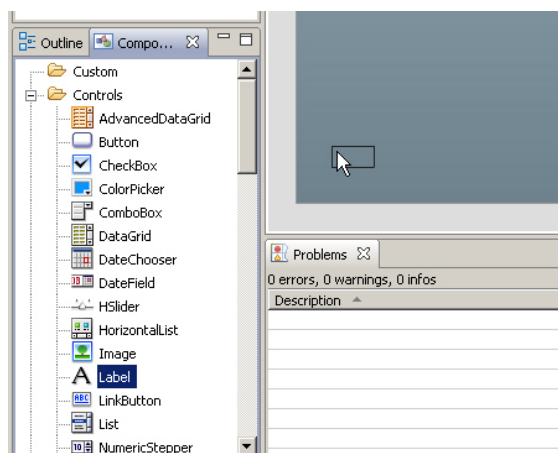 Outline Compo...
Custom
Controls
AdvancedDataGrid
Button
CheckBox
ColorPicker
ComboBox
DataGrid
DateChooser
DateField
HSlider
HorizontalList
Image
Label
LinkButton
List
NumericStepper
Problems
0 errors, 0 warnings, 0 infos
Description